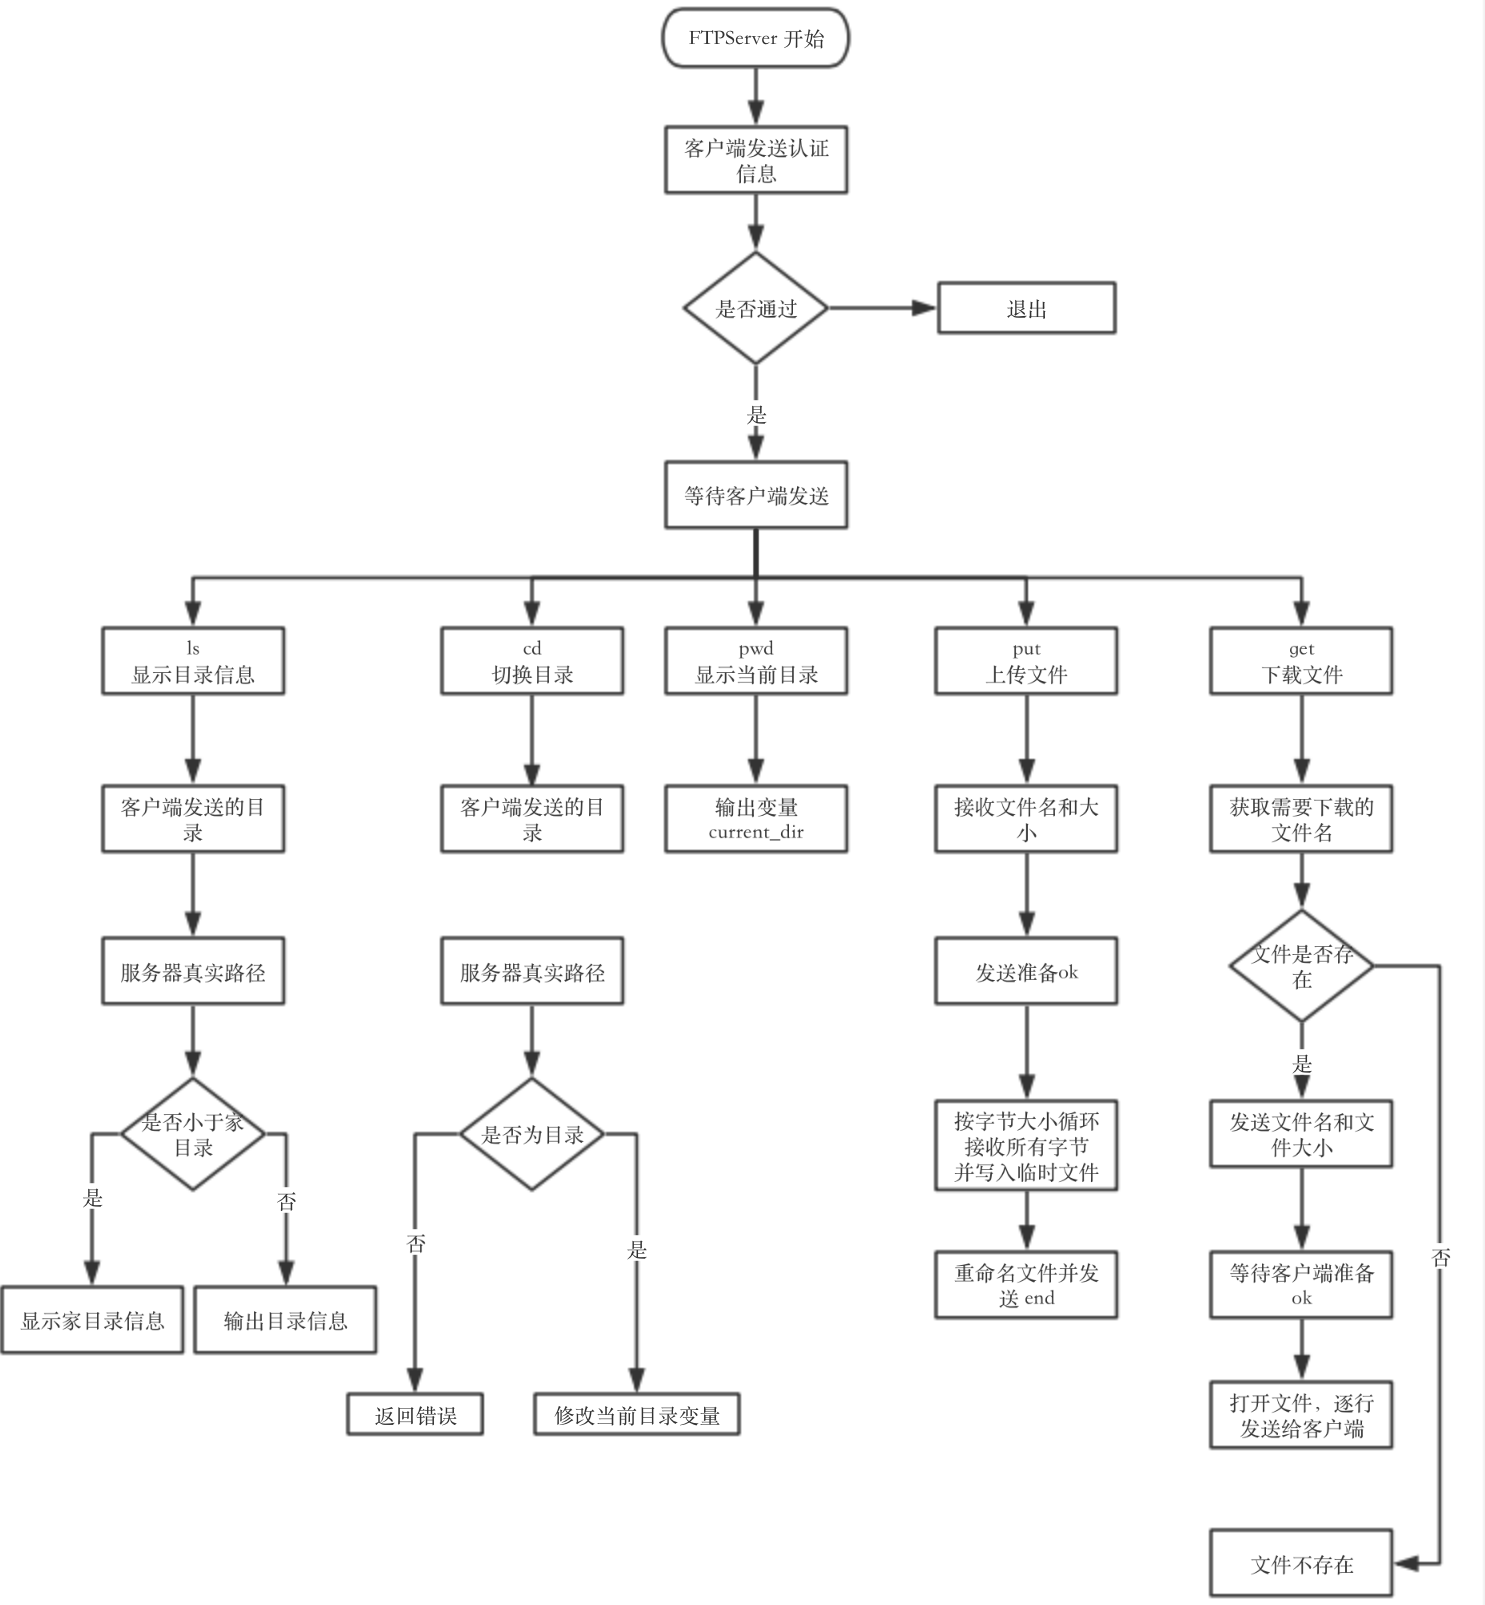 FTPServer 开始
客户端发送认证
信息
是否通过
退出
是
等待客户端发送
ls
显示目录信息
cd
切换目录
pwd
显示当前目录
put
上传文件
get
下载文件
客户端发送的目
录
客户端发送的目
录
输出变量
current_dir
接收文件名和大
小
获取需要下载的
文件名
服务器真实路径
服务器真实路径
发送准备ok
文件是否存
在
是
是否小于家
目录
是否为目录
按字节大小循环
接收所有字节
并写入临时文件
发送文件名和文
件大小
是
否
否
是
否
重命名文件并发
送 end
等待客户端准备
ok
显示家目录信息
输出目录信息
返回错误
修改当前目录变量
打开文件，逐行
发送给客户端
文件不存在